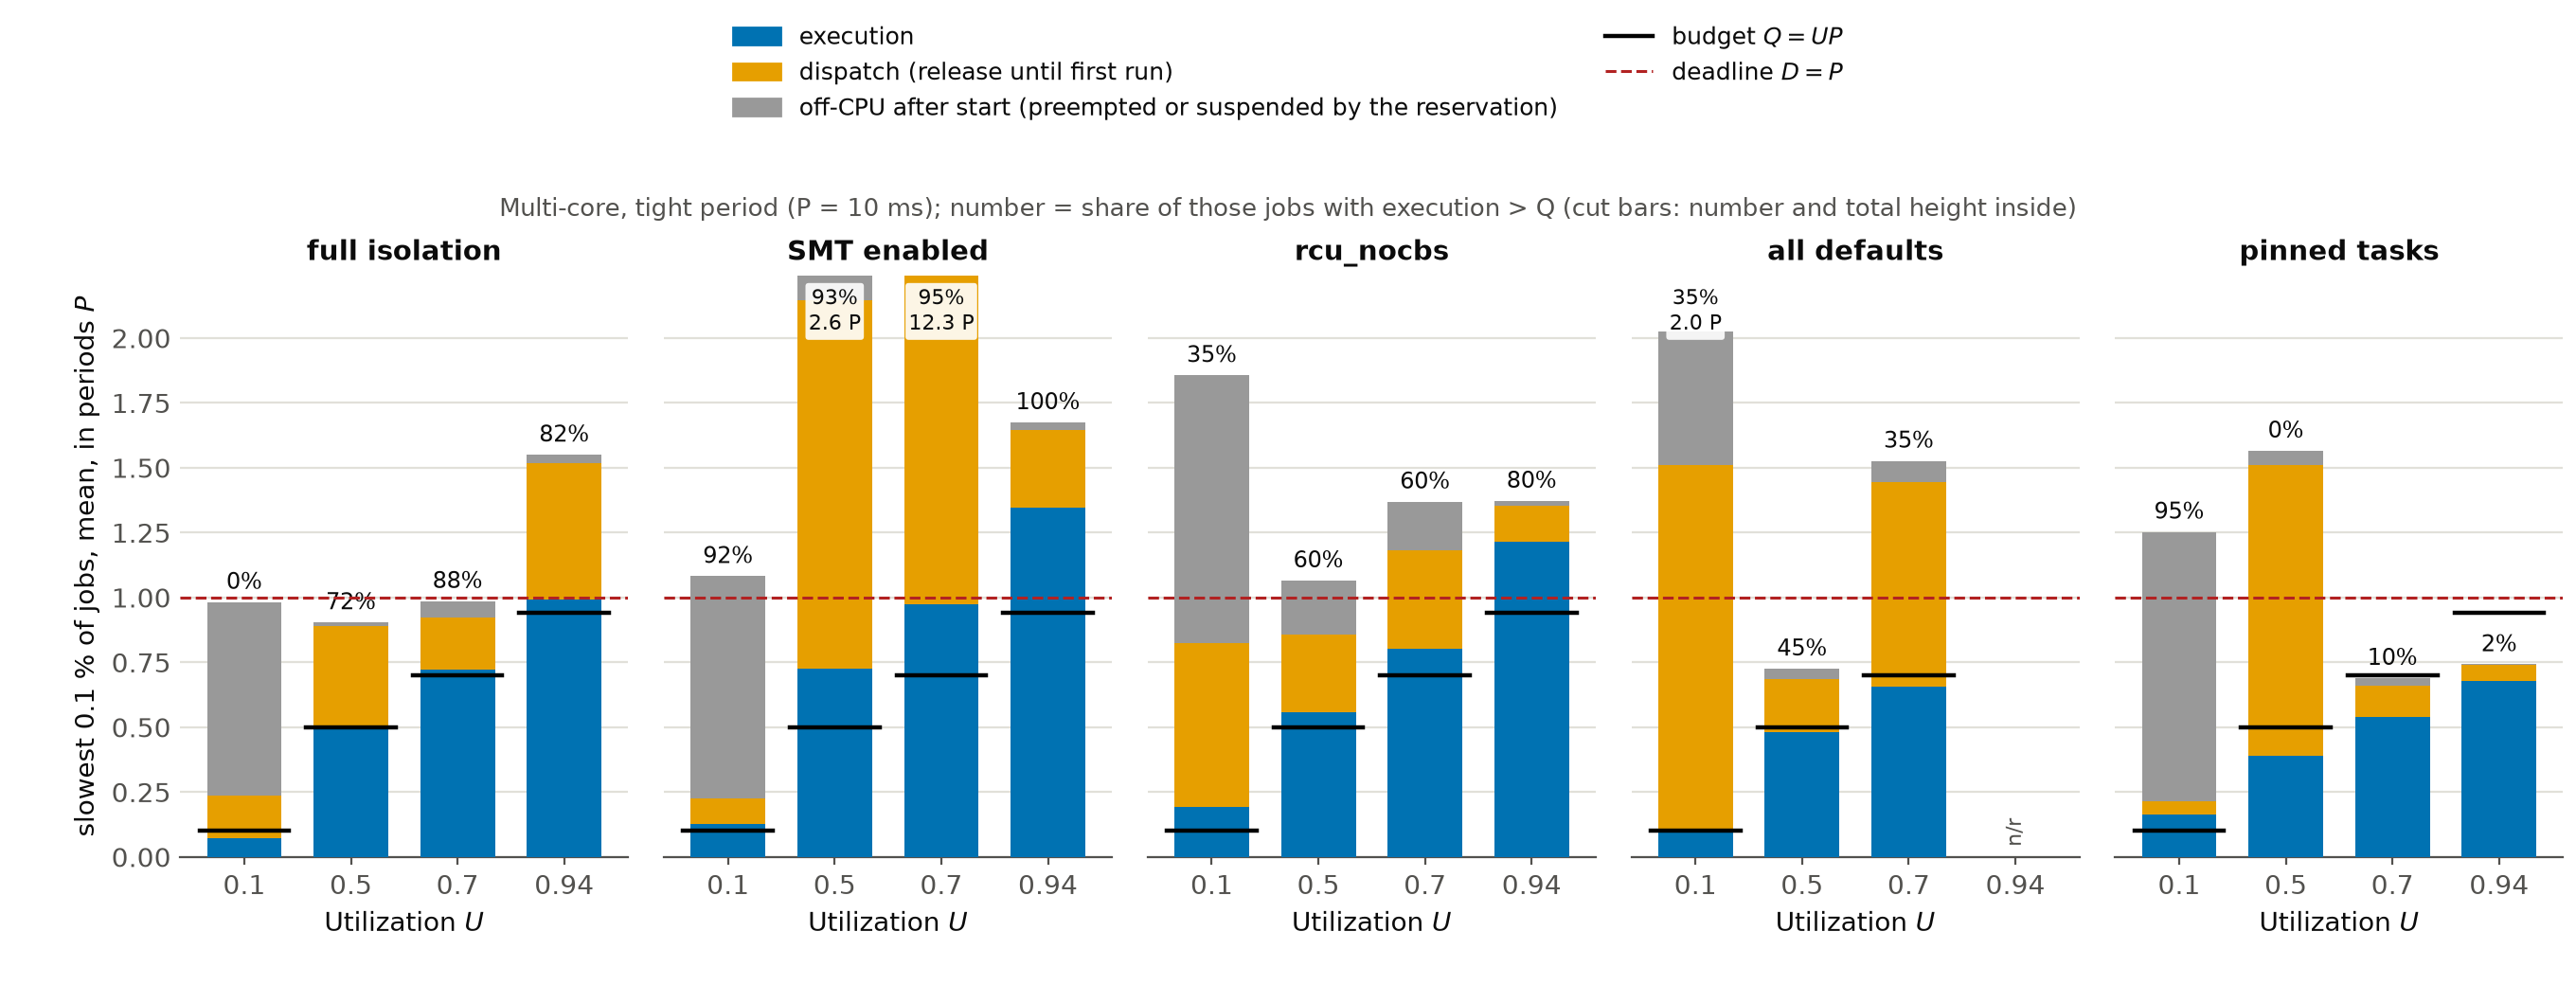 execution
dispatch (release until first run)
off-CPU after start (preempted or suspended by the reservation)
budget Q = UP
deadline D = P
Multi-core, tight period (P = 10 ms); number = share of those jobs with execution > Q (cut bars: number and total height inside)
full isolation
SMT enabled
rcu_nocbs
all defaults
pinned tasks
slowest 0.1 % of jobs, mean, in periods P
2.00
1.75
1.50
1.25
1.00
0.75
0.50
0.25
0.00
0%
72%
88%
82%
92%
93%
2.6 P
95%
12.3 P
100%
35%
60%
60%
80%
35%
2.0 P
45%
35%
n/r
95%
0%
10%
2%
0.1 0.5 0.7 0.94
0.1 0.5 0.7 0.94
0.1 0.5 0.7 0.94
0.1 0.5 0.7 0.94
0.1 0.5 0.7 0.94
Utilization U
Utilization U
Utilization U
Utilization U
Utilization U